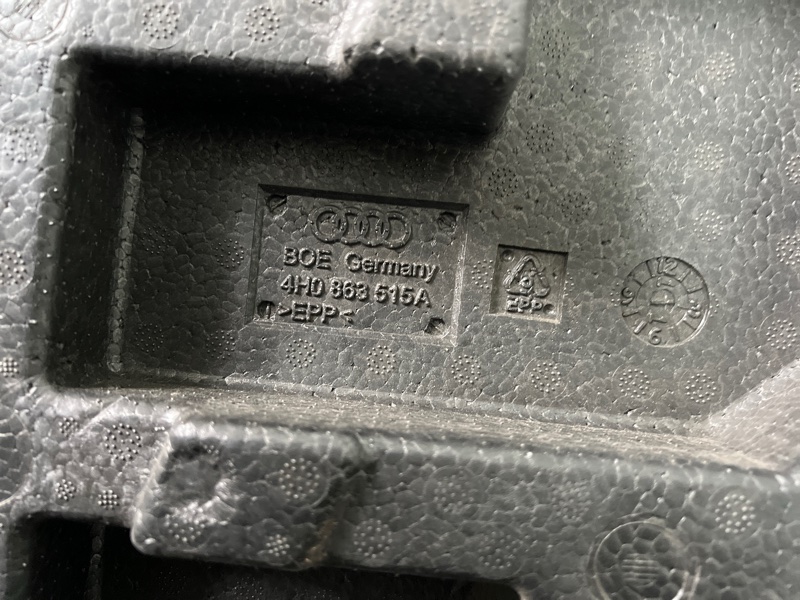 BOE Germany
4H0 863 515A
>EPP<
EPP